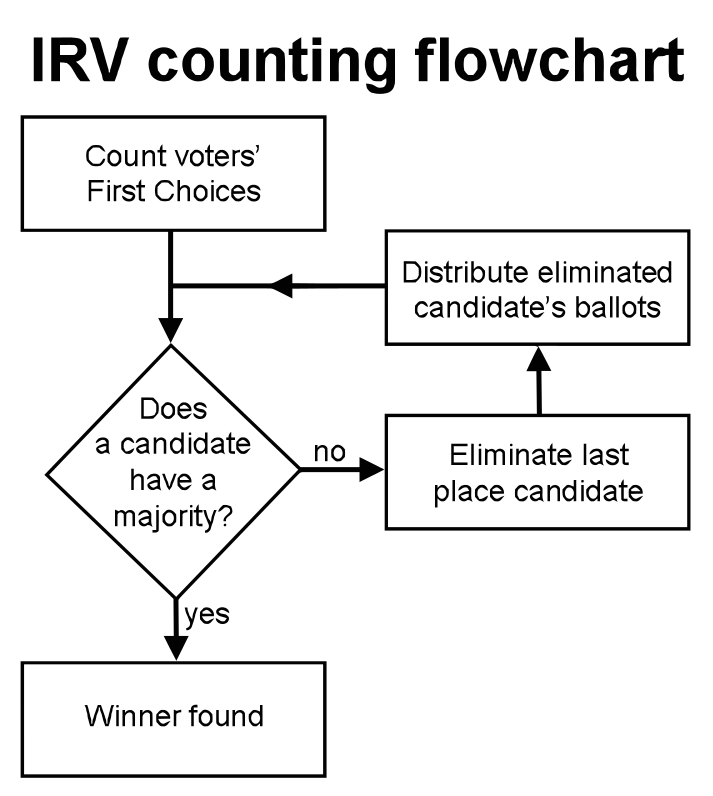 IRV counting flowchart
Count voters’
First Choices
Distribute eliminated
candidate’s ballots
Does
a candidate
have a
majority?
no
Eliminate last
place candidate
yes
Winner found